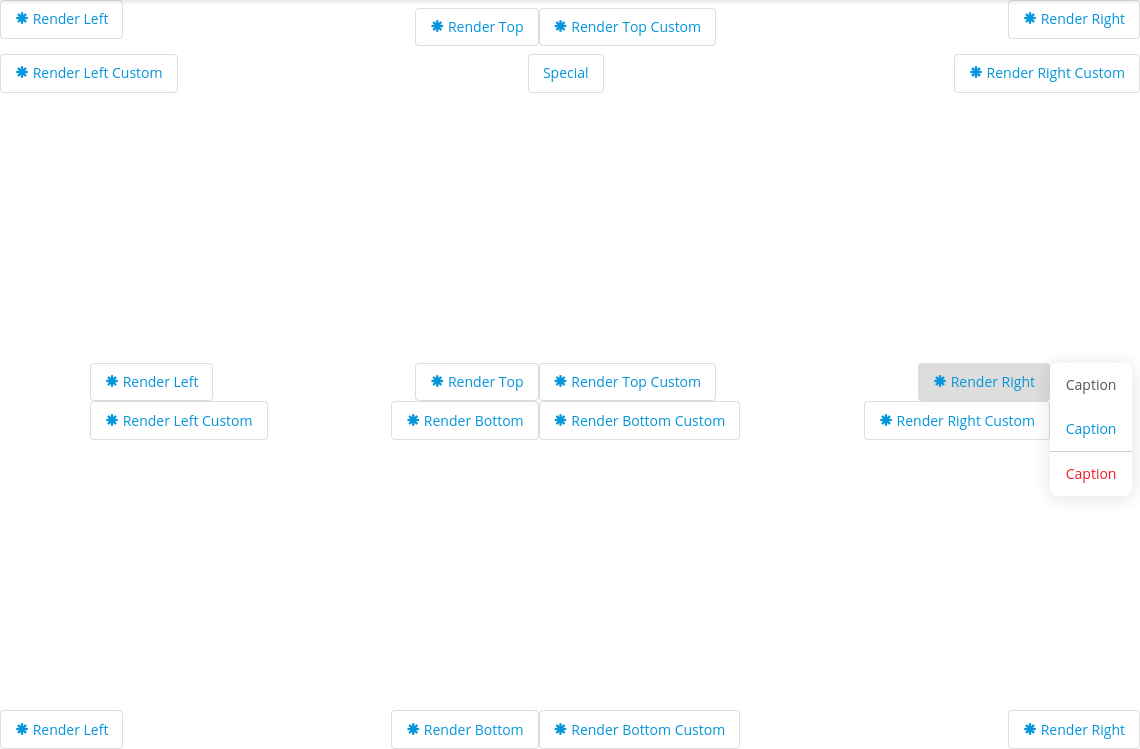 Render Left
Render Top
Render Top Custom
Render Right
Render Left Custom
Special
Render Right Custom
Render Left
Render Top
Render Top Custom
Render Right
Caption
Render Left Custom
Render Bottom
Render Bottom Custom
Render Right Custom
Caption
Caption
Render Left
Render Bottom
Render Bottom Custom
Render Right